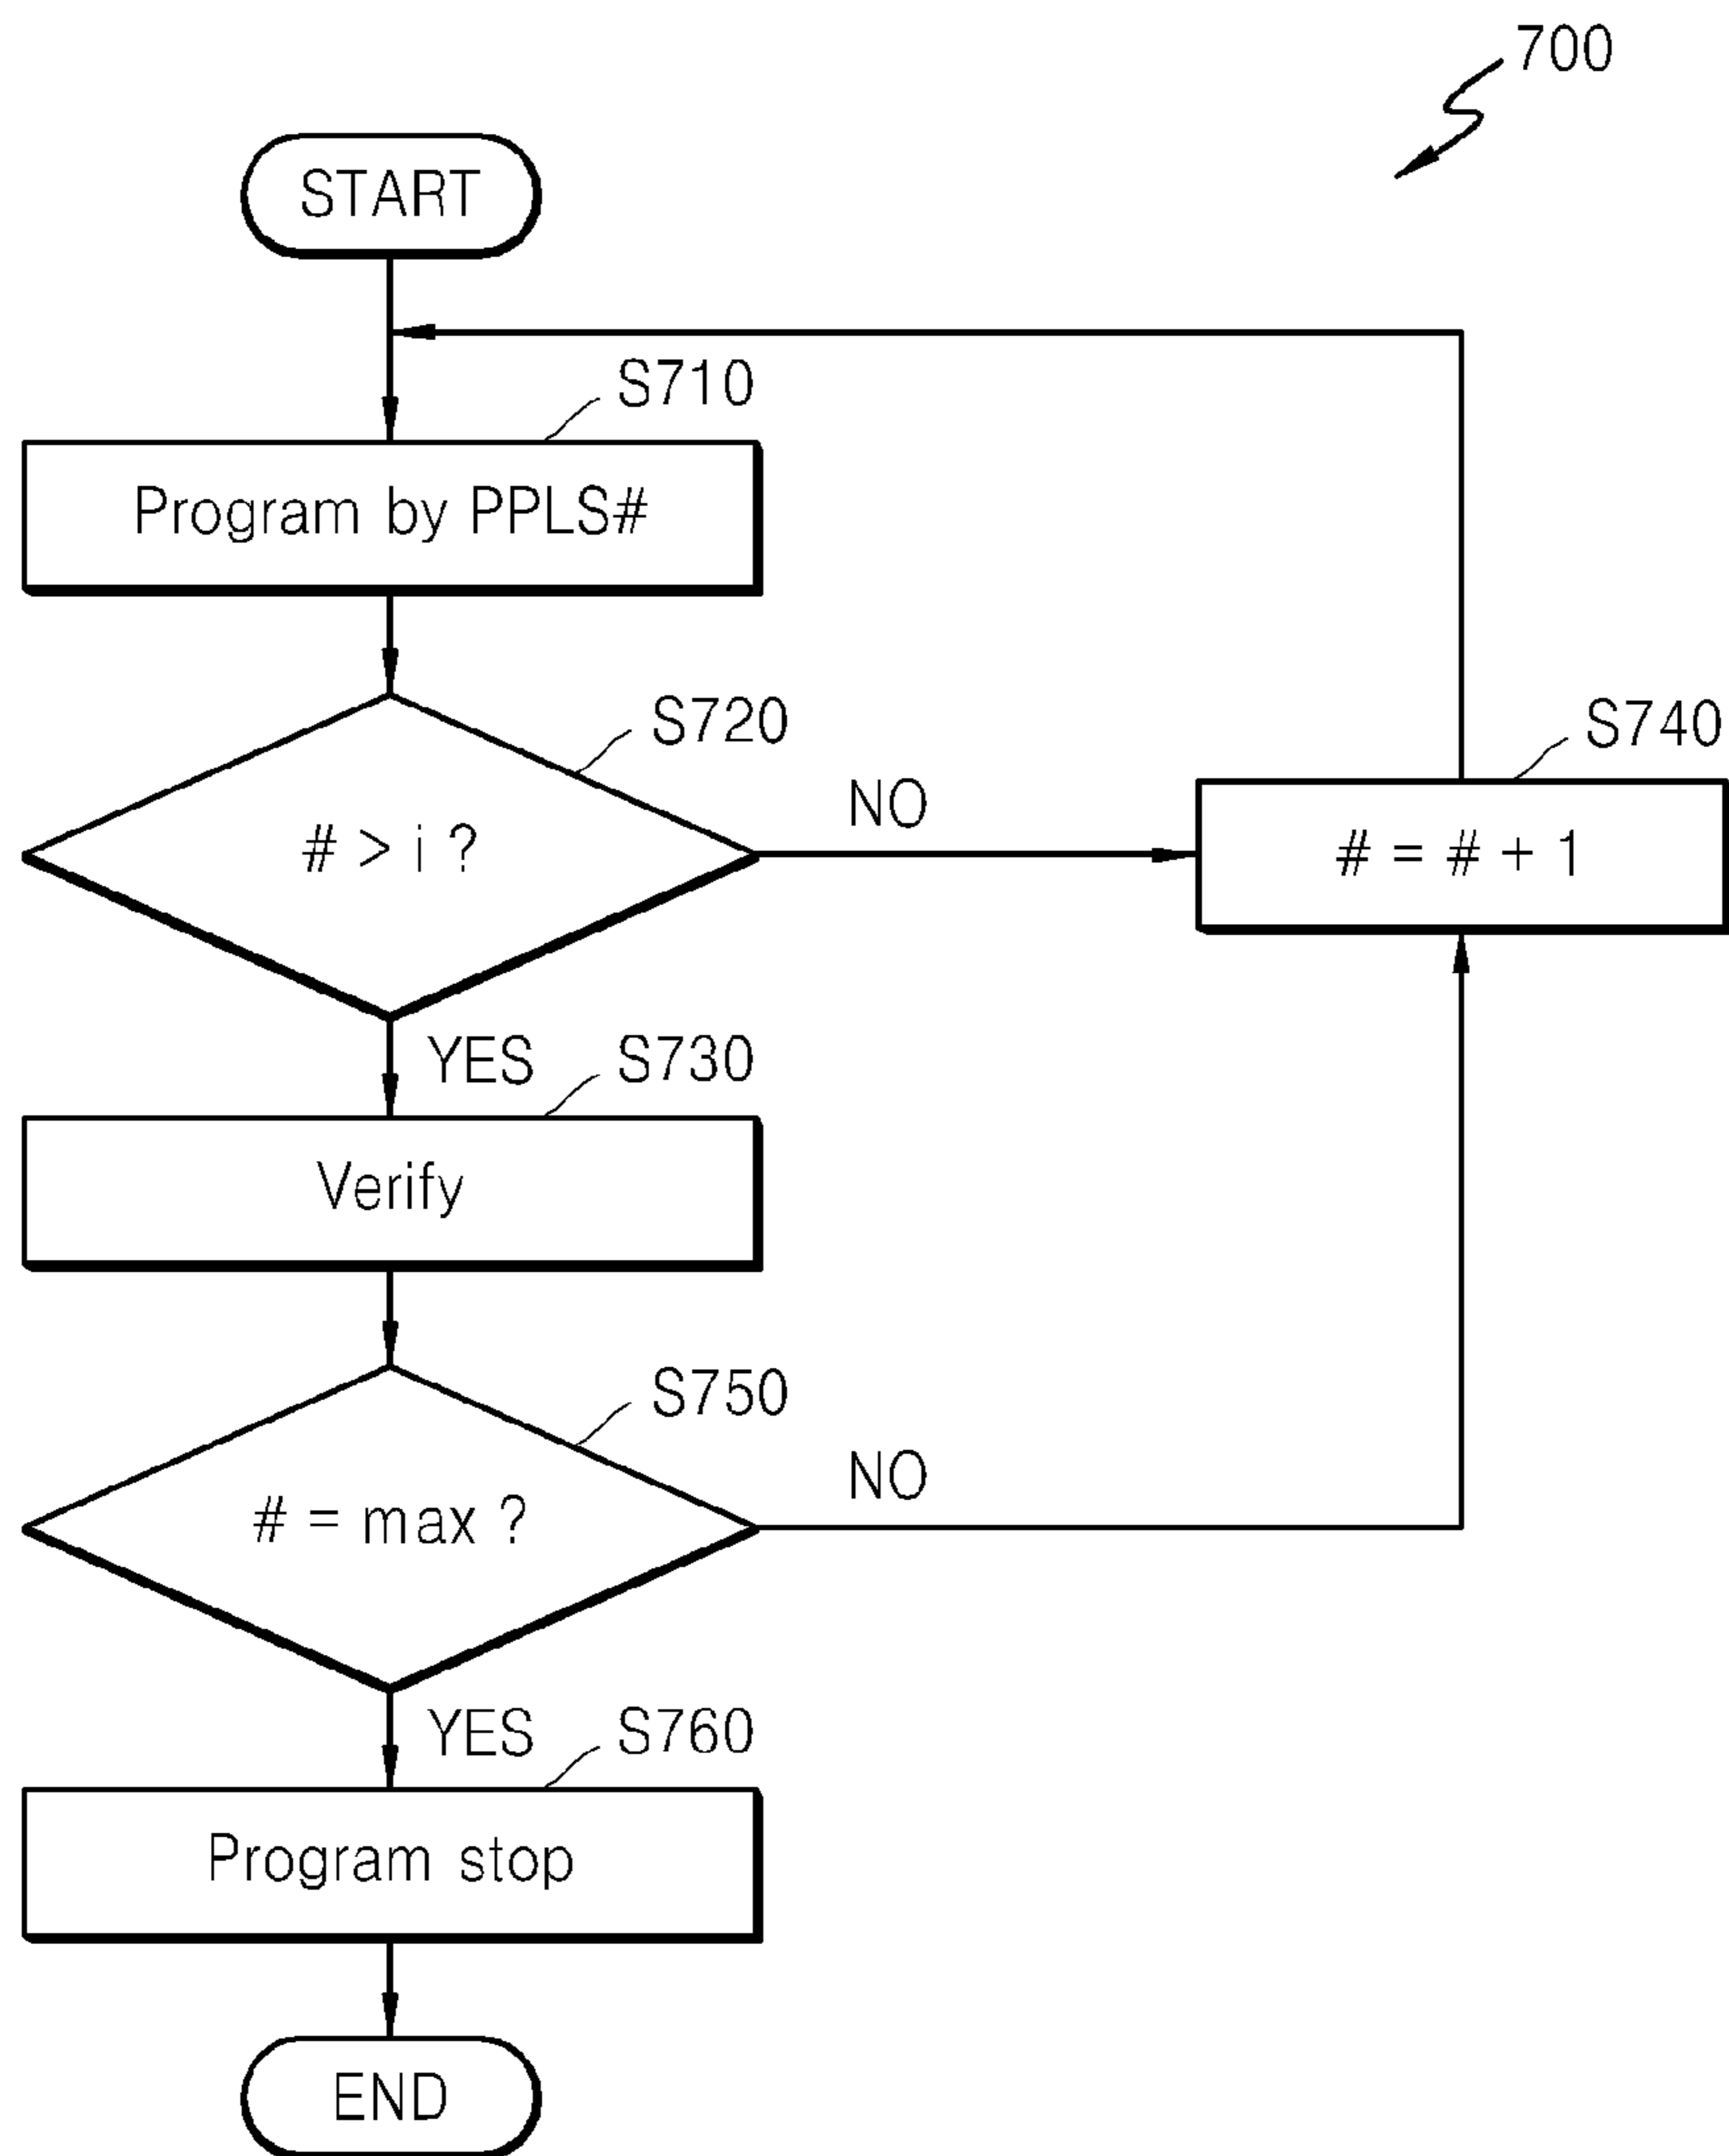 700
START
S710
Program by PPLS#
S720
# > i ?
NO
S740
# = # + 1
YES
S730
Verify
S750
# = max ?
NO
YES
S760
Program stop
END